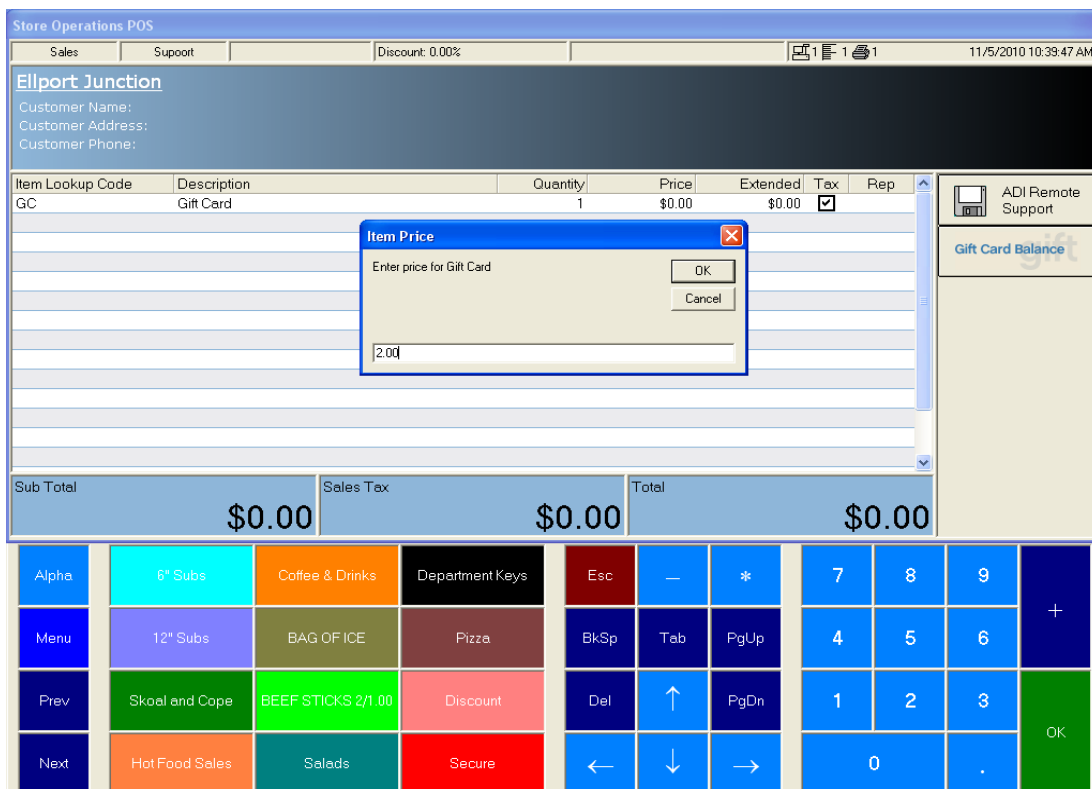 Store Operations POS
Sales Supoort Discount: 0.00% 1 1 1 11/5/2010 10:39:47 AM
Ellport Junction
Customer Name:
Customer Address:
Customer Phone:
Item Lookup Code Description Quantity Price Extended Tax Rep
GC Gift Card 1 $0.00 $0.00
ADI Remote
Support
Gift Card Balance
gift
Item Price
Enter price for Gift Card
OK
Cancel
2.00
Sub Total Sales Tax Total
$0.00 $0.00 $0.00
Alpha 6" Subs Coffee & Drinks Department Keys Esc — * 7 8 9 +
Menu 12" Subs BAG OF ICE Pizza BkSp Tab PgUp 4 5 6
Prev Skoal and Cope BEEF STICKS 2/1.00 Discount Del ↑ PgDn 1 2 3 OK
Next Hot Food Sales Salads Secure ← ↓ → 0 .